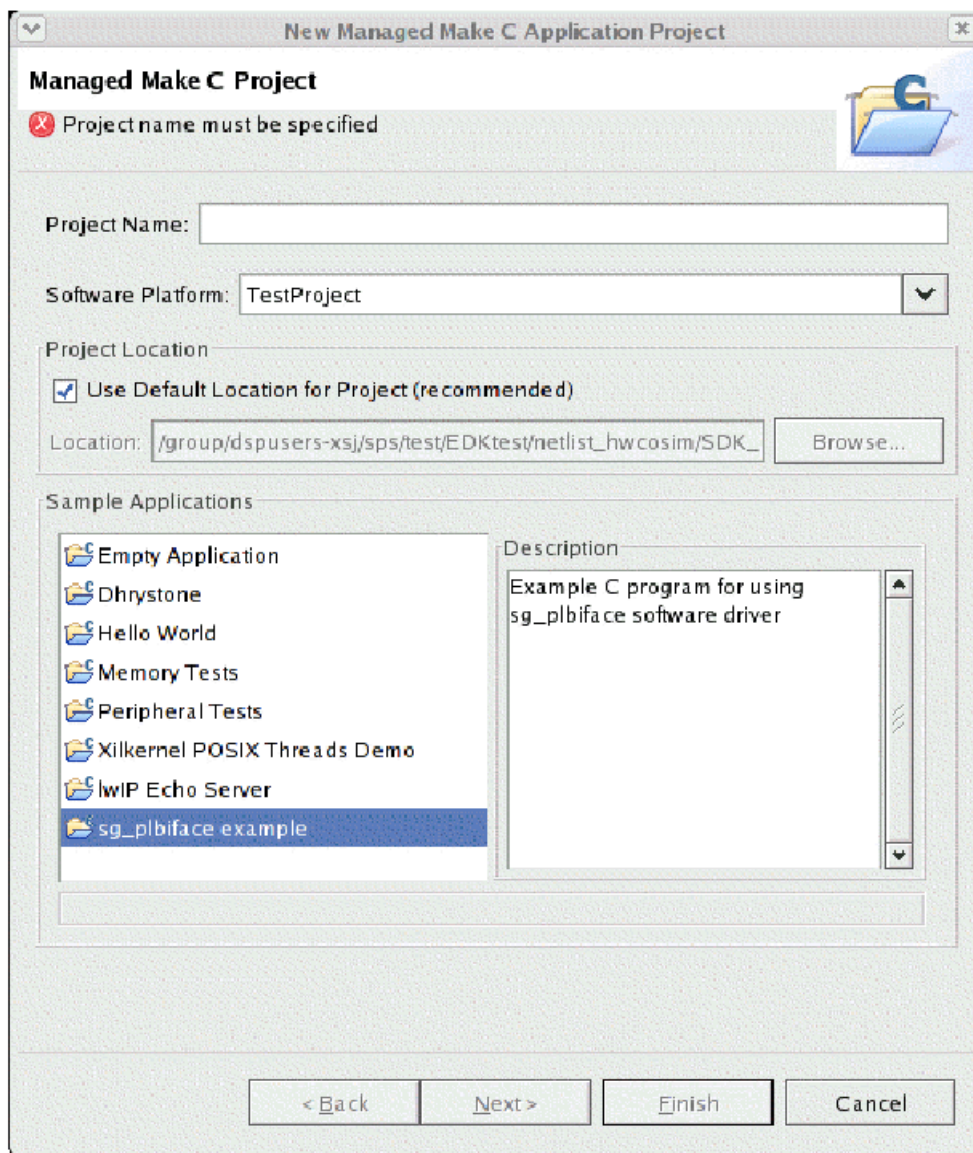 New Managed Make C Application Project
Managed Make C Project
Project name must be specified
Project Name:
Software Platform: TestProject
Project Location
Use Default Location for Project (recommended)
Location: /group/dspusers-xsj/sps/test/EDKtest/netlist_hwcosim/SDK_ Browse...
Sample Applications
Empty Application
Dhrystone
Hello World
Memory Tests
Peripheral Tests
Xilkernel POSIX Threads Demo
lwIP Echo Server
sg_plbiface example
Description
Example C program for using
sg_plbiface software driver
< Back Next > Finish Cancel